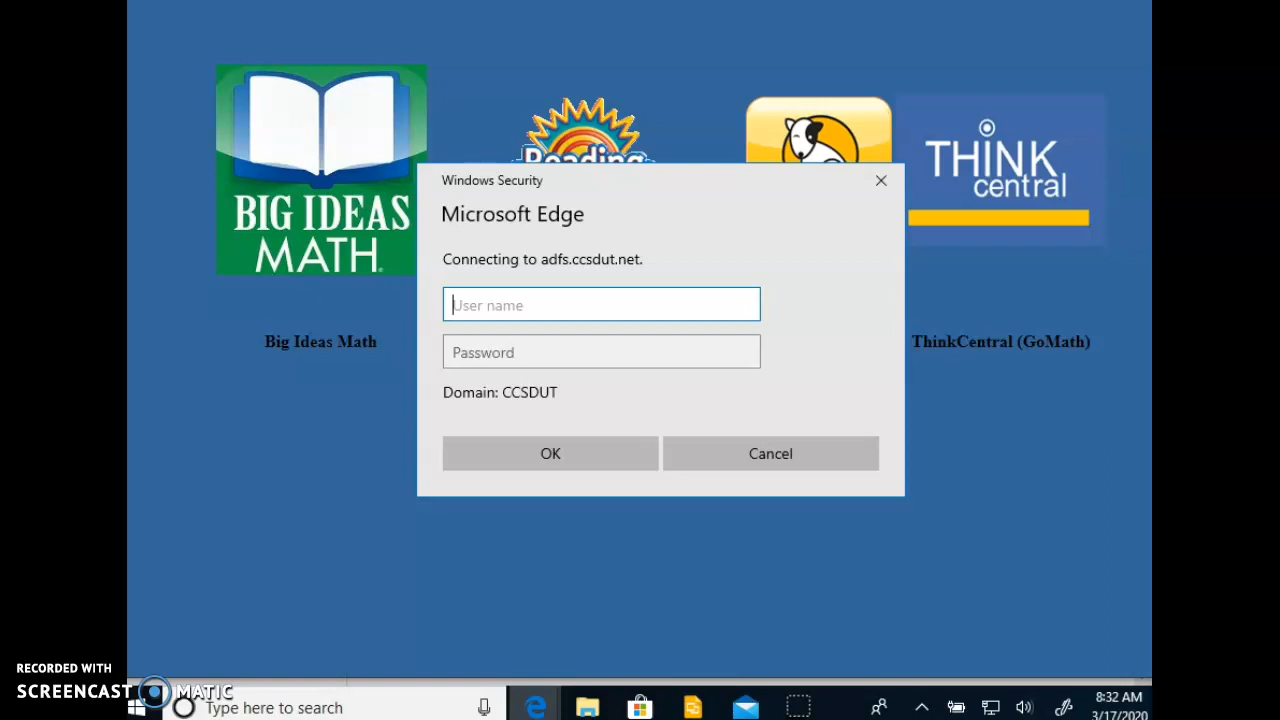 BIG IDEAS
MATH
Reading
THINK
central
Windows Security
Microsoft Edge
Connecting to adfs.ccsdut.net.
User name
Password
Domain: CCSDUT
OK
Cancel
Big Ideas Math
ThinkCentral (GoMath)
RECORDED WITH
SCREENCAST MATIC
Type here to search
8:32 AM
3/17/2020